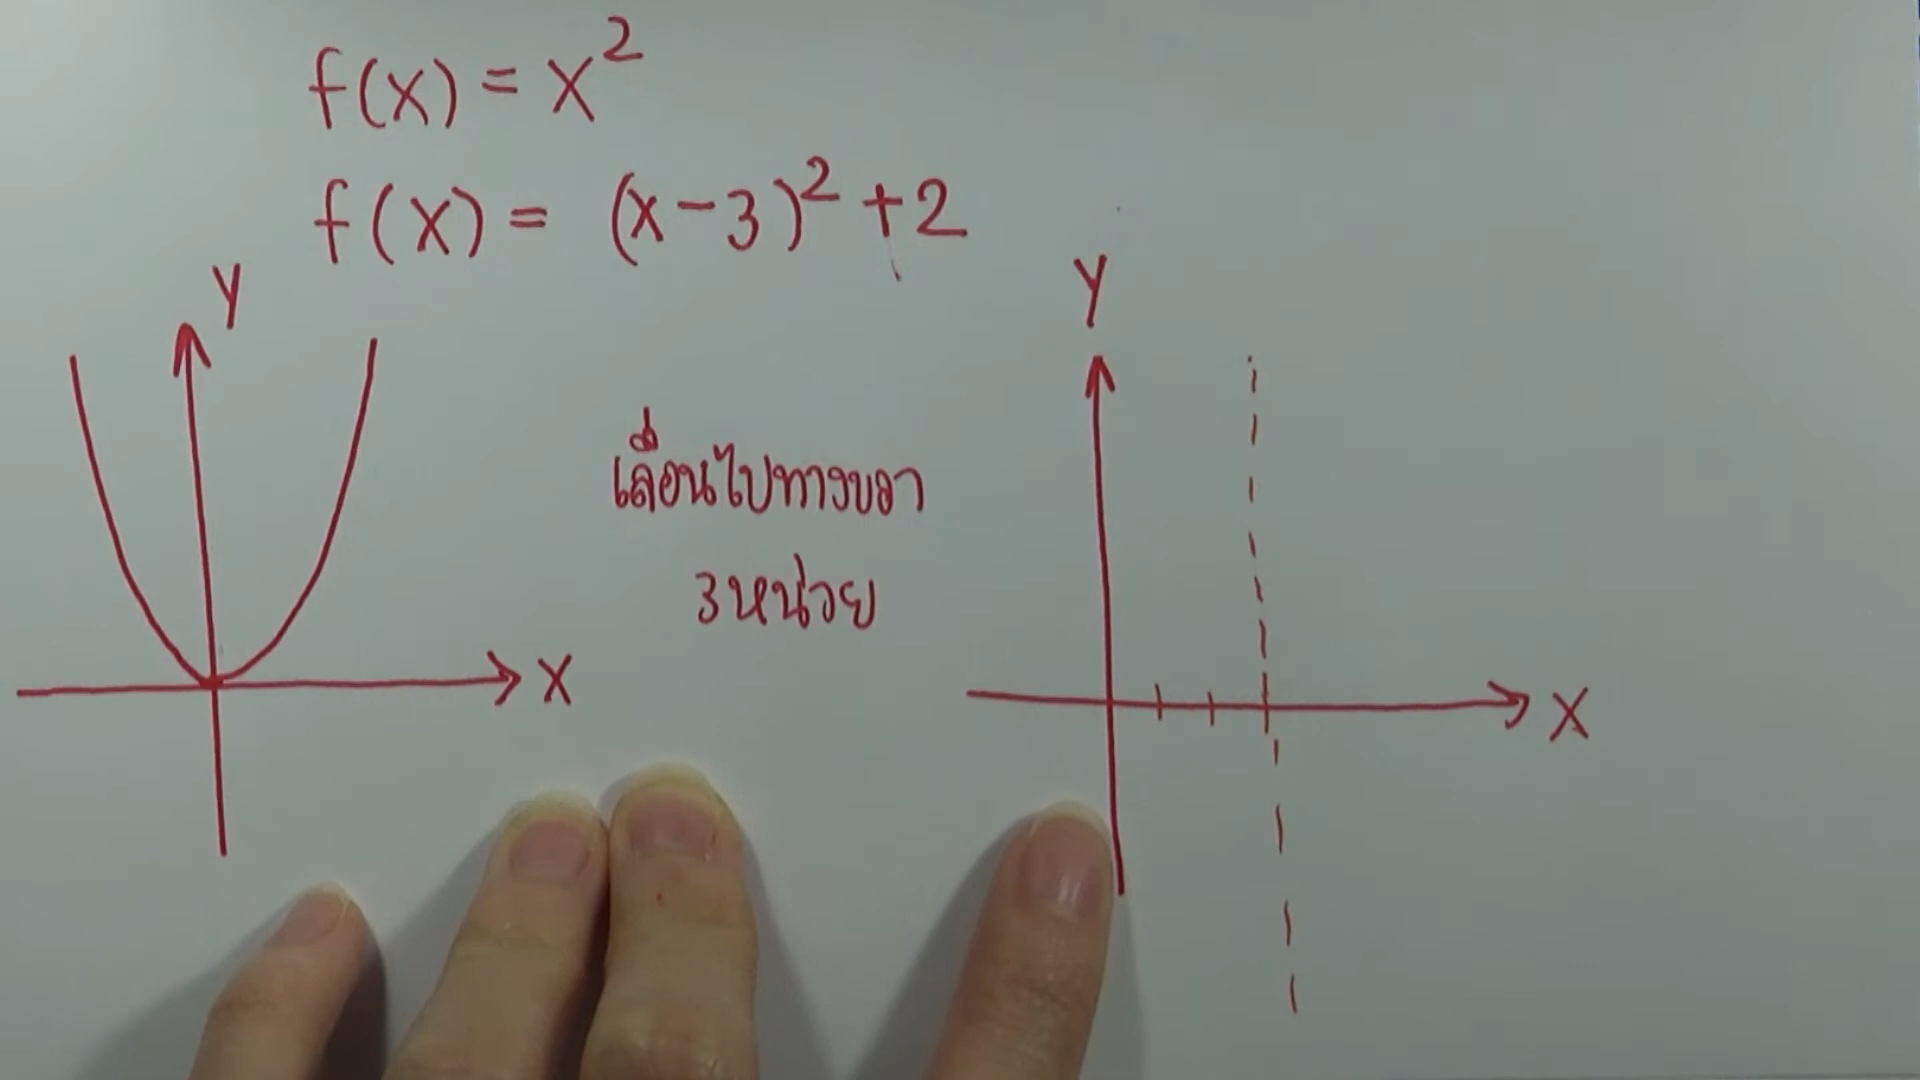 f(x) = x²
f(x) = (x-3)² + 2
Y
X
เลื่อนไปทางขวา
3 หน่วย
Y
X